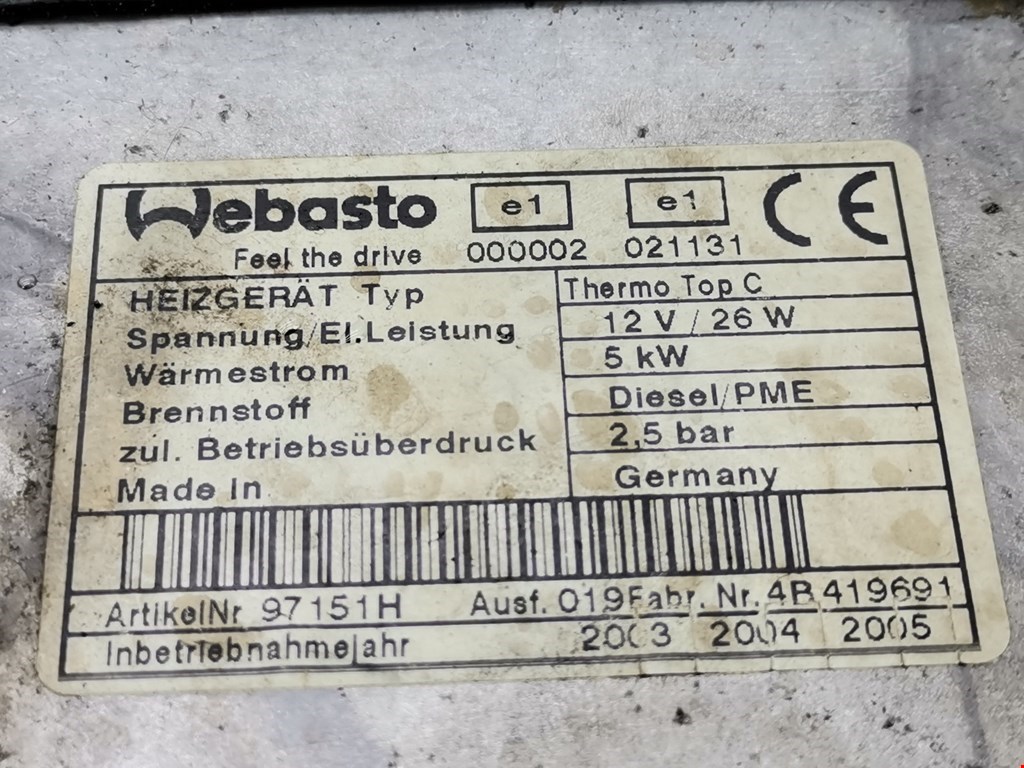 Webasto e1 e1 CE
Feel the drive 000002 021131
HEIZGERÄT Typ Thermo Top C
Spannung/El.Leistung 12 V / 26 W
Wärmestrom 5 kW
Brennstoff Diesel/PME
zul. Betriebsüberdruck 2,5 bar
Made In Germany
ArtikelNr 97151H Ausf. 019 Fabr. Nr. 4B419691
Inbetriebnahmejahr 2003 2004 2005